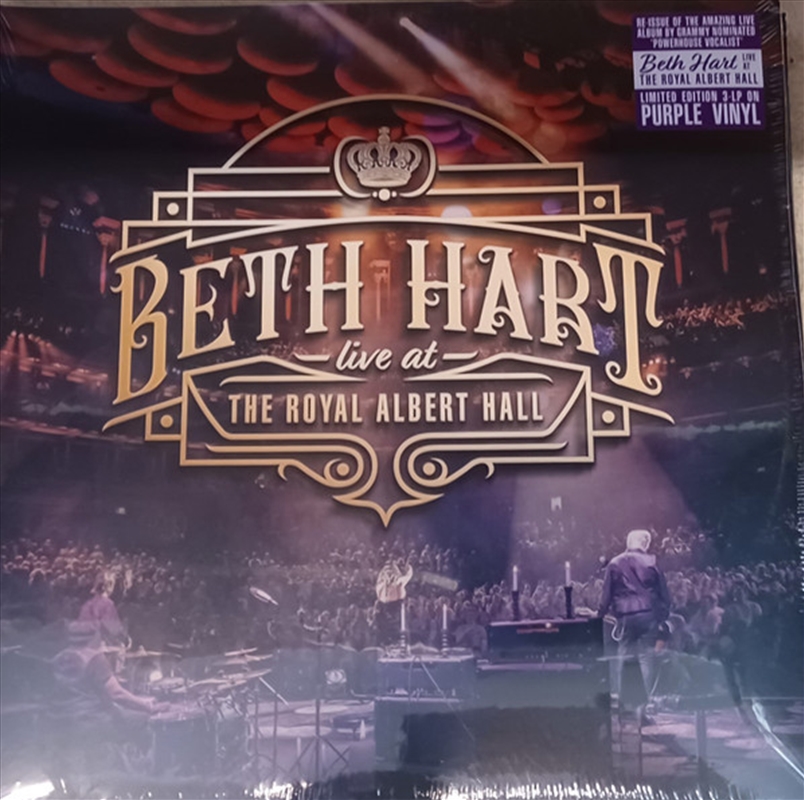 RE-ISSUE OF THE AMAZING LIVE
ALBUM BY GRAMMY NOMINATED
'POWERHOUSE VOCALIST'
Beth Hart LIVE AT
THE ROYAL ALBERT HALL
LIMITED EDITION 3-LP ON
PURPLE VINYL
BETH HART
live at
THE ROYAL ALBERT HALL